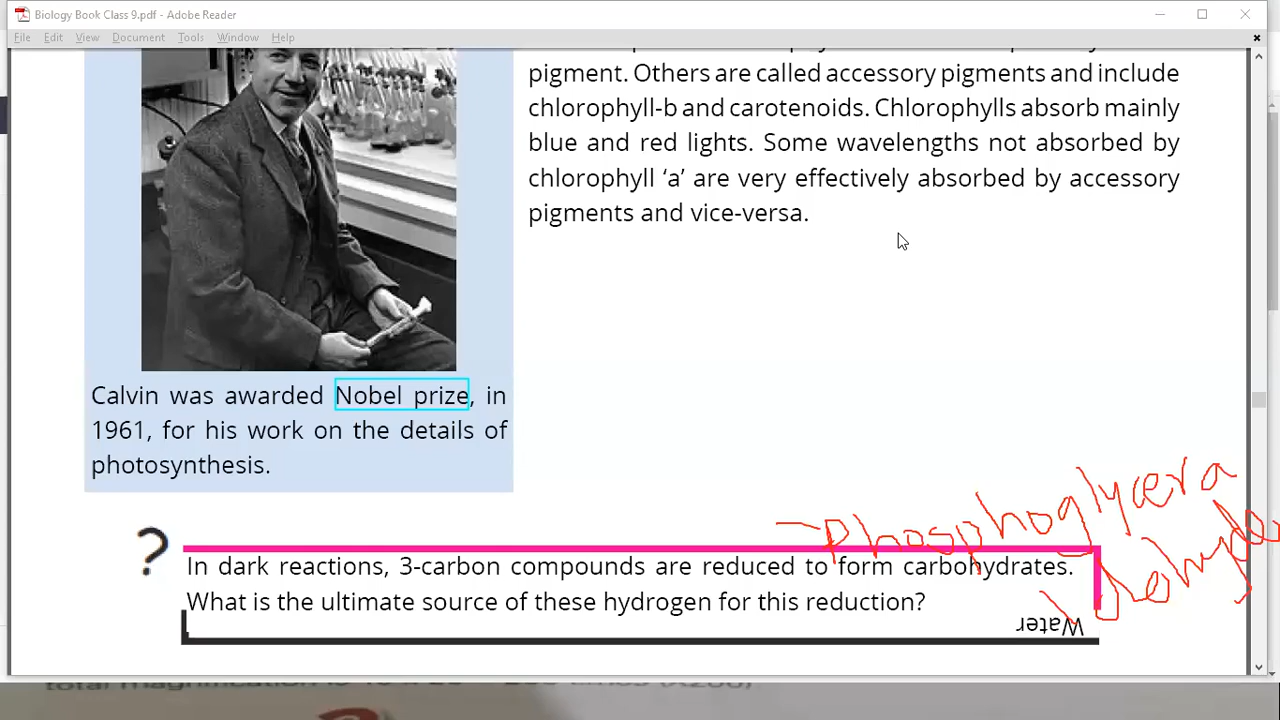 Biology Book Class 9.pdf - Adobe Reader
File Edit View Document Tools Window Help
pigment. Others are called accessory pigments and include
chlorophyll-b and carotenoids. Chlorophylls absorb mainly
blue and red lights. Some wavelengths not absorbed by
chlorophyll ‘a’ are very effectively absorbed by accessory
pigments and vice-versa.
Calvin was awarded Nobel prize, in
1961, for his work on the details of
photosynthesis.
Phosphoglycera
?
In dark reactions, 3-carbon compounds are reduced to form carbohydrates.
What is the ultimate source of these hydrogen for this reduction?
Water